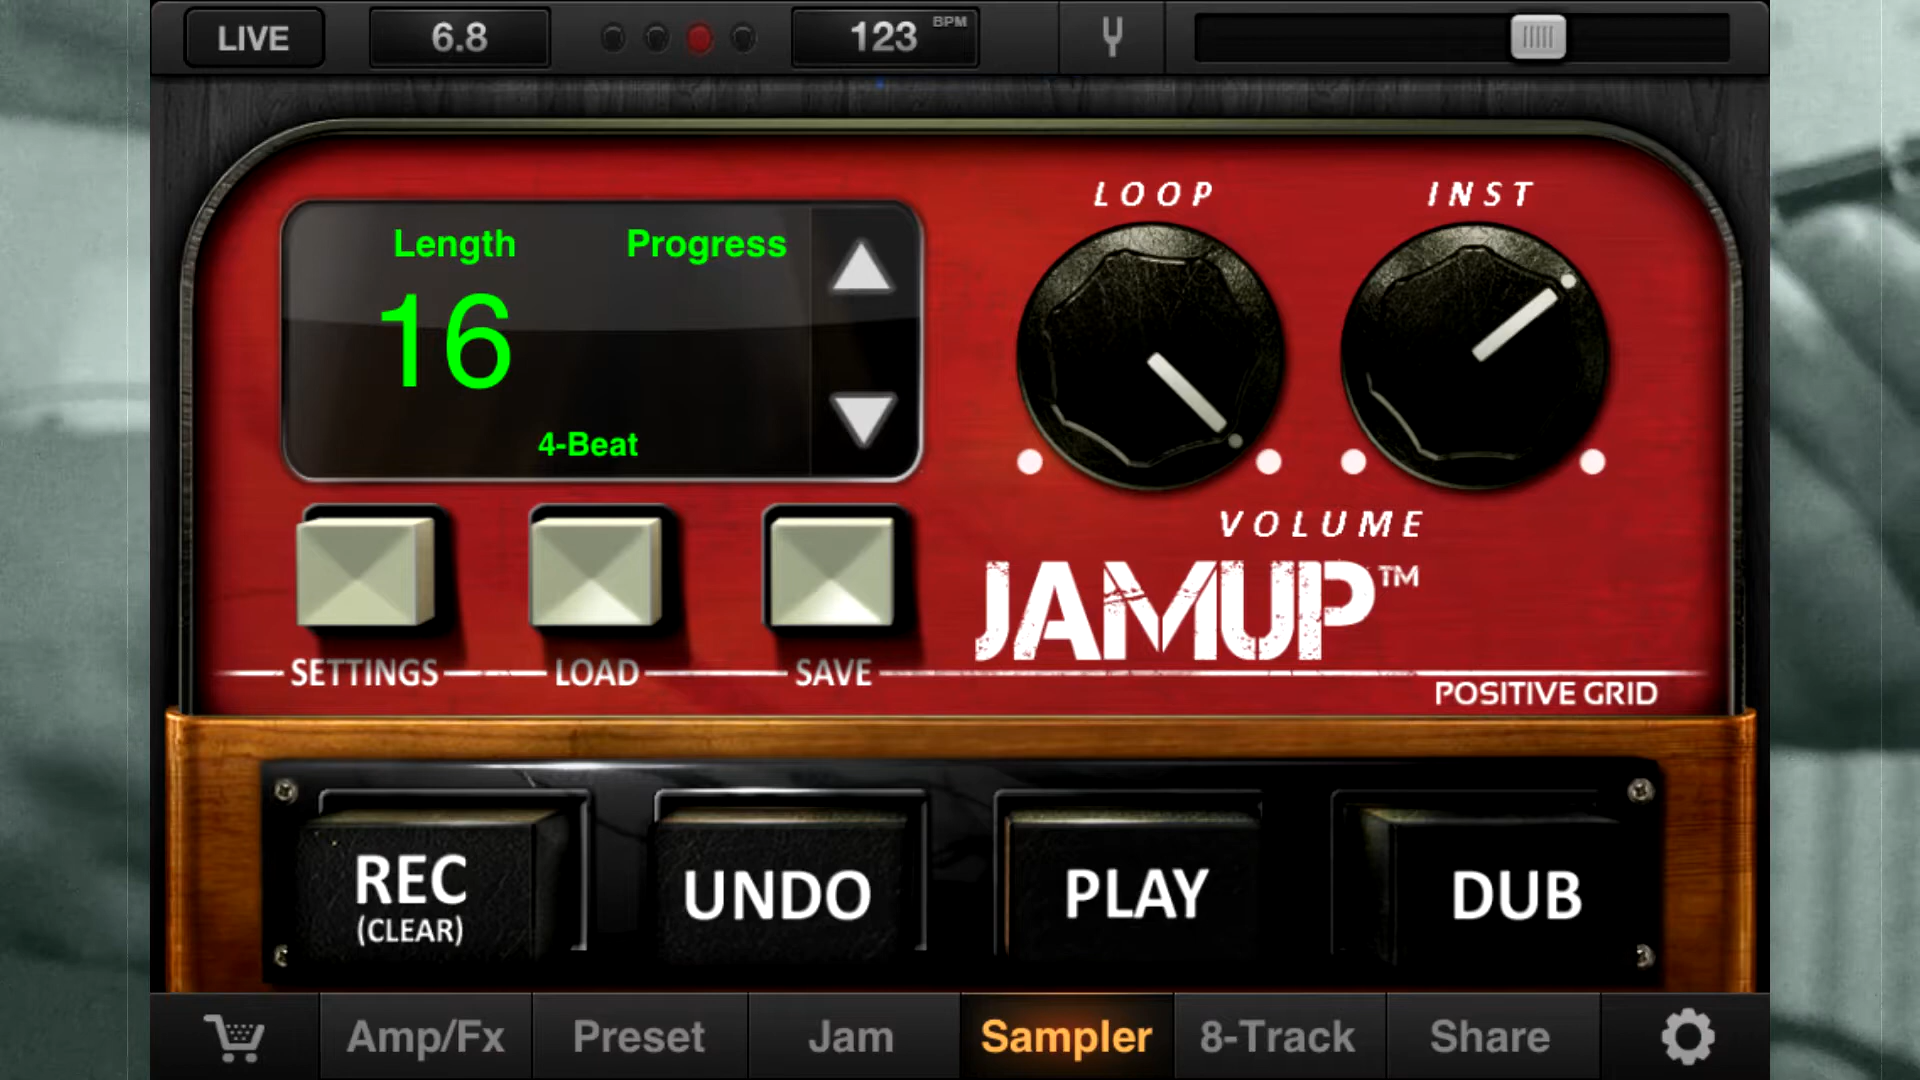 LIVE
6.8
123 BPM
Length
Progress
16
4-Beat
LOOP
INST
VOLUME
JAMUP™
POSITIVE GRID
SETTINGS
LOAD
SAVE
REC
(CLEAR)
UNDO
PLAY
DUB
Amp/Fx
Preset
Jam
Sampler
8-Track
Share